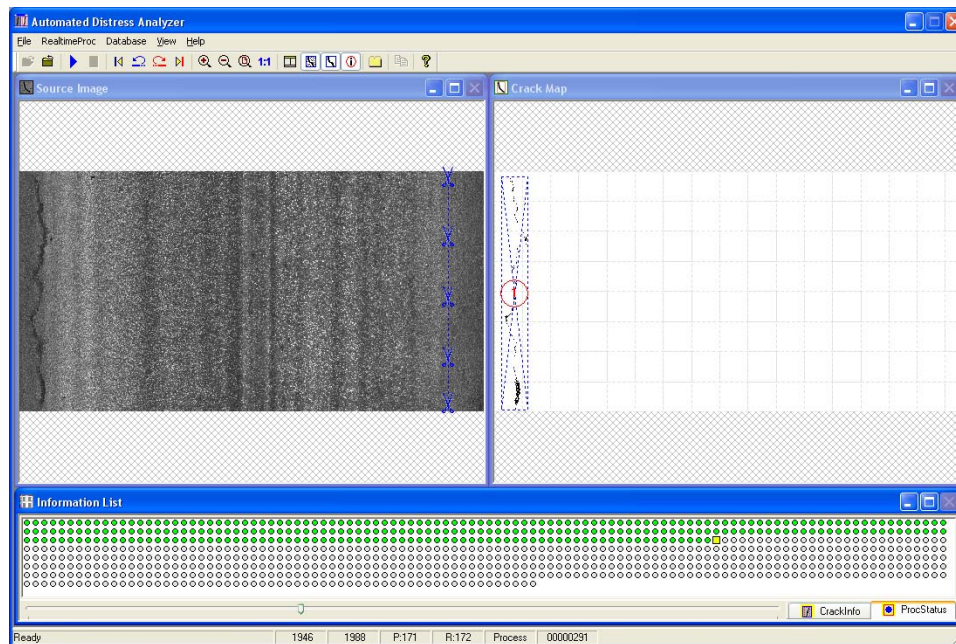 Automated Distress Analyzer
File RealtimeProc Database View Help
1:1
Source Image
Crack Map
1
Information List
CrackInfo
ProcStatus
Ready 1946 1988 P:171 R:172 Process 00000291